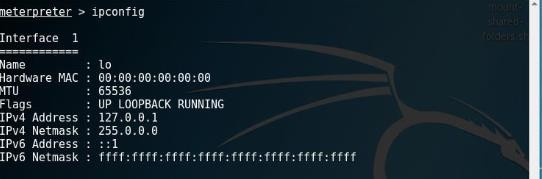 meterpreter > ipconfig
Interface  1
============
Name         : lo
Hardware MAC : 00:00:00:00:00:00
MTU          : 65536
Flags        : UP LOOPBACK RUNNING
IPv4 Address : 127.0.0.1
IPv4 Netmask : 255.0.0.0
IPv6 Address : ::1
IPv6 Netmask : ffff:ffff:ffff:ffff:ffff:ffff:ffff:ffff
mount-
shared-
folders.sh